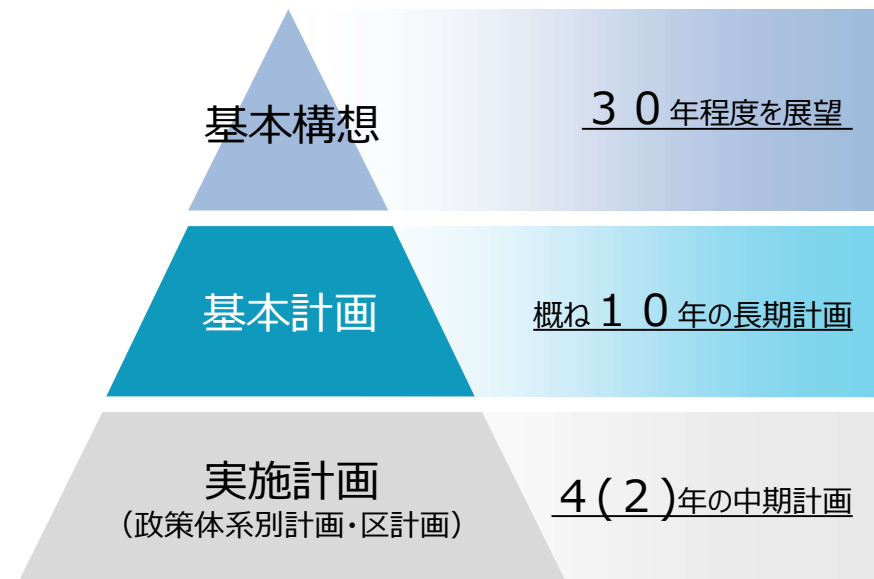 基本構想
３０年程度を展望
基本計画
概ね１０年の長期計画
実施計画
（政策体系別計画・区計画）
４(２)年の中期計画